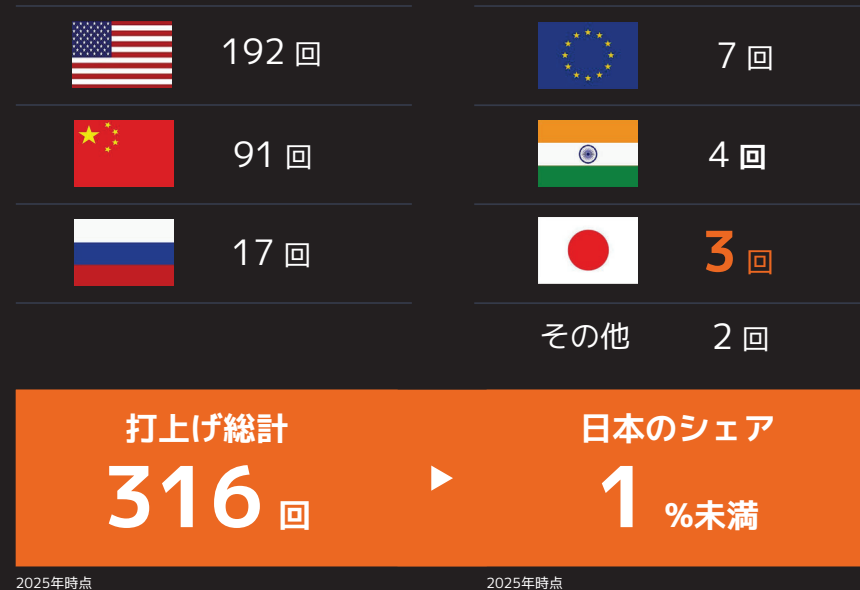 192 回
91 回
17 回
7 回
4 回
3 回
その他 2 回
打上げ総計
316 回
▶
日本のシェア
1 %未満
2025年時点
2025年時点